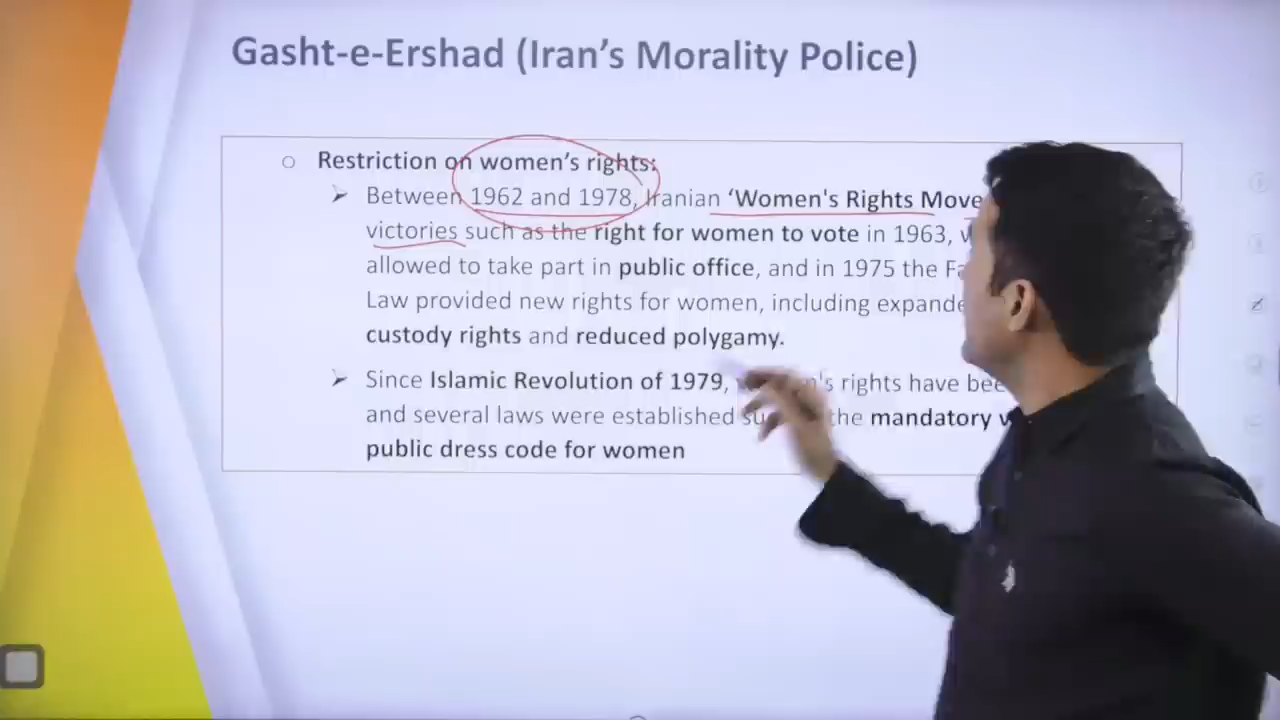 Gasht-e-Ershad (Iran's Morality Police)
Restriction on women's rights:
Between 1962 and 1978, Iranian 'Women's Rights
victories such as the right for women to vote in 1963,
allowed to take part in public office, and in 1975 the
Law provided new rights for women, including
custody rights and reduced polygamy.
Since Islamic Revolution of 1979, rights have
and several laws were established the mandatory
public dress code for women